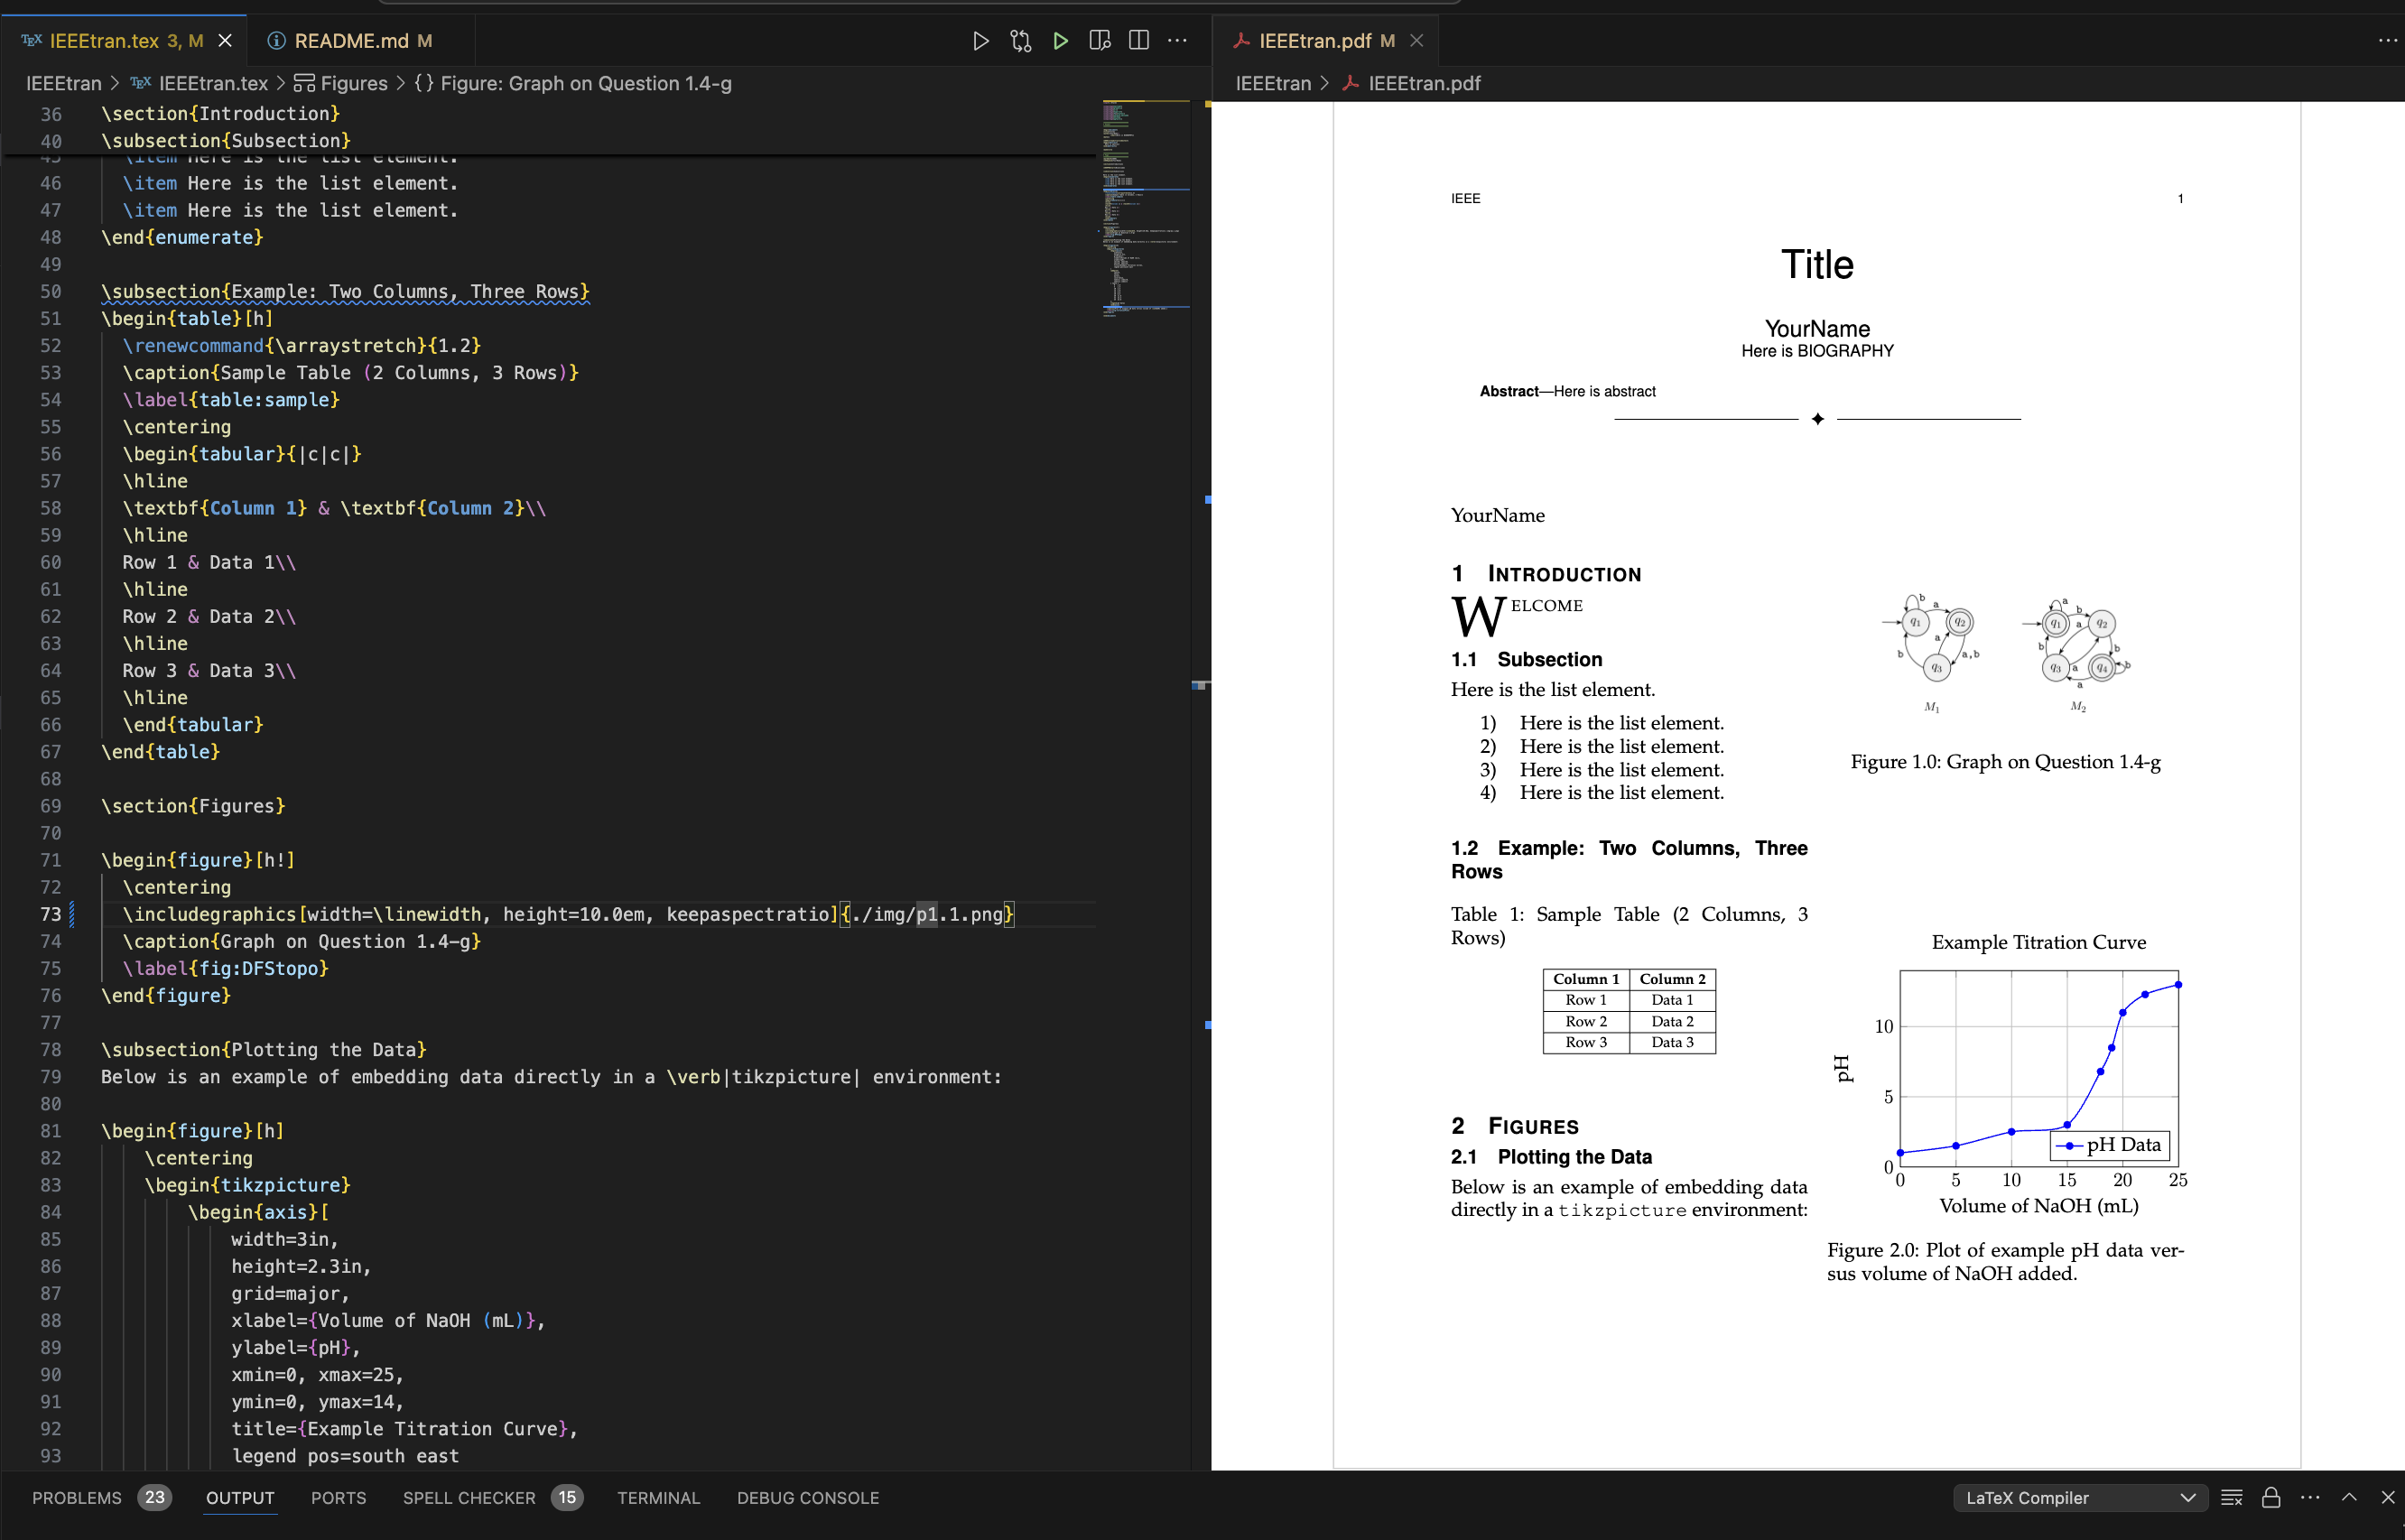 IEEEtran.tex 3, M
README.md M
IEEEtran > IEEEtran.tex > Figures > {} Figure: Graph on Question 1.4-g
36 \section{Introduction}
40 \subsection{Subsection}
45 \item Here is the list element.
46 \item Here is the list element.
47 \item Here is the list element.
48 \end{enumerate}
49
50 \subsection{Example: Two Columns, Three Rows}
51 \begin{table}[h]
52 \renewcommand{\arraystretch}{1.2}
53 \caption{Sample Table (2 Columns, 3 Rows)}
54 \label{table:sample}
55 \centering
56 \begin{tabular}{|c|c|}
57 \hline
58 \textbf{Column 1} & \textbf{Column 2}\\
59 \hline
60 Row 1 & Data 1\\
61 \hline
62 Row 2 & Data 2\\
63 \hline
64 Row 3 & Data 3\\
65 \hline
66 \end{tabular}
67 \end{table}
68
69 \section{Figures}
70
71 \begin{figure}[h!]
72 \centering
73 \includegraphics[width=\linewidth, height=10.0em, keepaspectratio]{./img/p1.1.png}
74 \caption{Graph on Question 1.4-g}
75 \label{fig:DFStopo}
76 \end{figure}
77
78 \subsection{Plotting the Data}
79 Below is an example of embedding data directly in a \verb|tikzpicture| environment:
80
81 \begin{figure}[h]
82 \centering
83 \begin{tikzpicture}
84 \begin{axis}[
85 width=3in,
86 height=2.3in,
87 grid=major,
88 xlabel={Volume of NaOH (mL)},
89 ylabel={pH},
90 xmin=0, xmax=25,
91 ymin=0, ymax=14,
92 title={Example Titration Curve},
93 legend pos=south east
IEEEtran.pdf M
IEEEtran > IEEEtran.pdf
IEEE 1
Title
YourName
Here is BIOGRAPHY
Abstract—Here is abstract
YourName
1 INTRODUCTION
WELCOME
1.1 Subsection
Here is the list element.
1) Here is the list element.
2) Here is the list element.
3) Here is the list element.
4) Here is the list element.
1.2 Example: Two Columns, Three
Rows
Table 1: Sample Table (2 Columns, 3
Rows)
Column 1 Column 2
Row 1 Data 1
Row 2 Data 2
Row 3 Data 3
2 FIGURES
2.1 Plotting the Data
Below is an example of embedding data
directly in a tikzpicture environment:
b a a b
q1 q2 q1 a q2
a
b a,b b b
q3 q3 a q4 b
a
M1 M2
Figure 1.0: Graph on Question 1.4-g
Example Titration Curve
10
pH
5
pH Data
0
0 5 10 15 20 25
Volume of NaOH (mL)
Figure 2.0: Plot of example pH data ver-
sus volume of NaOH added.
PROBLEMS 23 OUTPUT PORTS SPELL CHECKER 15 TERMINAL DEBUG CONSOLE
LaTeX Compiler